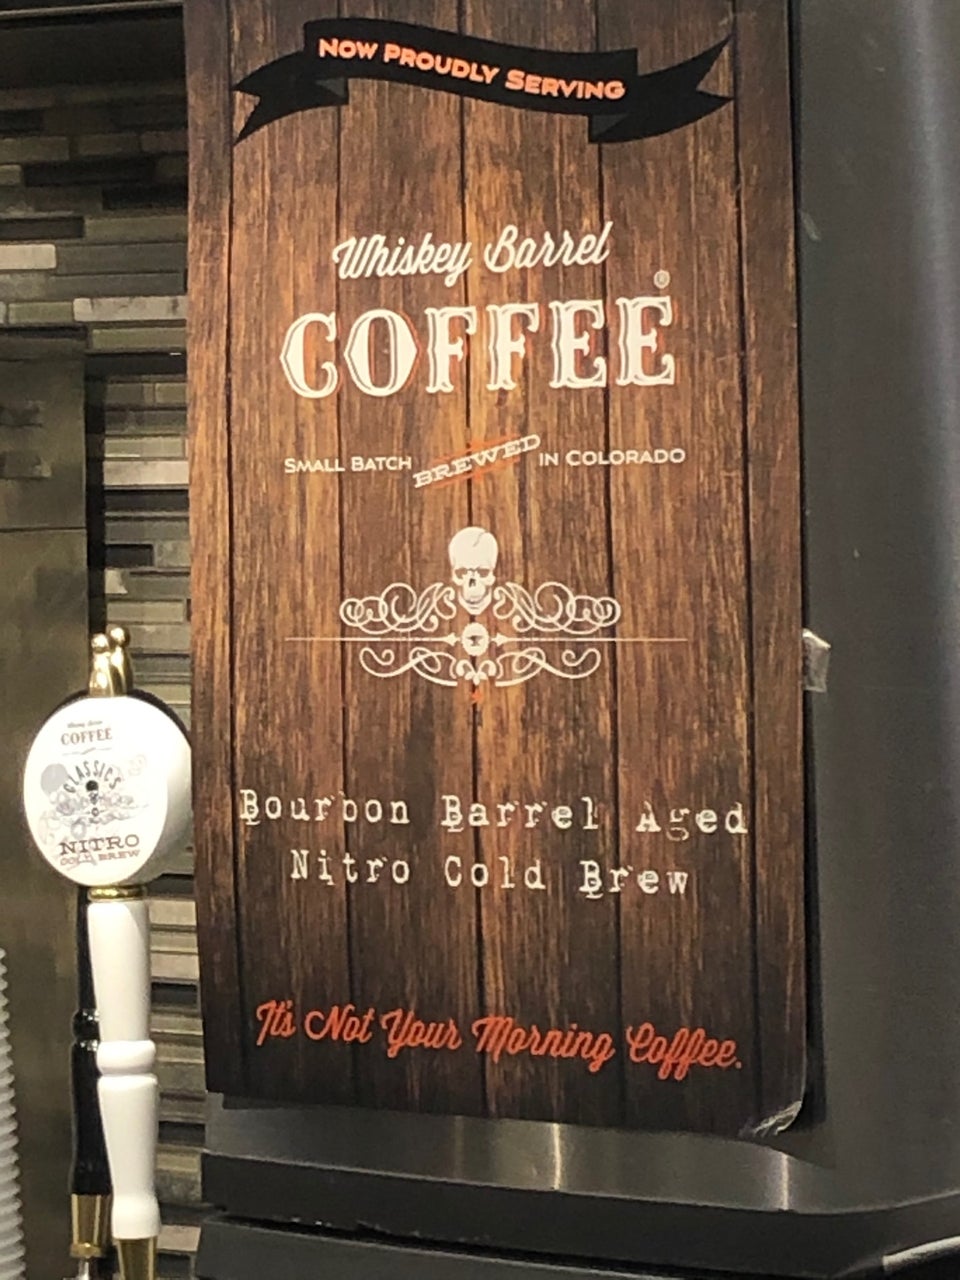 NOW PROUDLY SERVING
Whiskey Barrel
COFFEE®
SMALL BATCH BREWED IN COLORADO
Bourbon Barrel Aged
Nitro Cold Brew
It's Not Your Morning Coffee.
COFFEE
CLASSICS
NITRO
COLD BREW